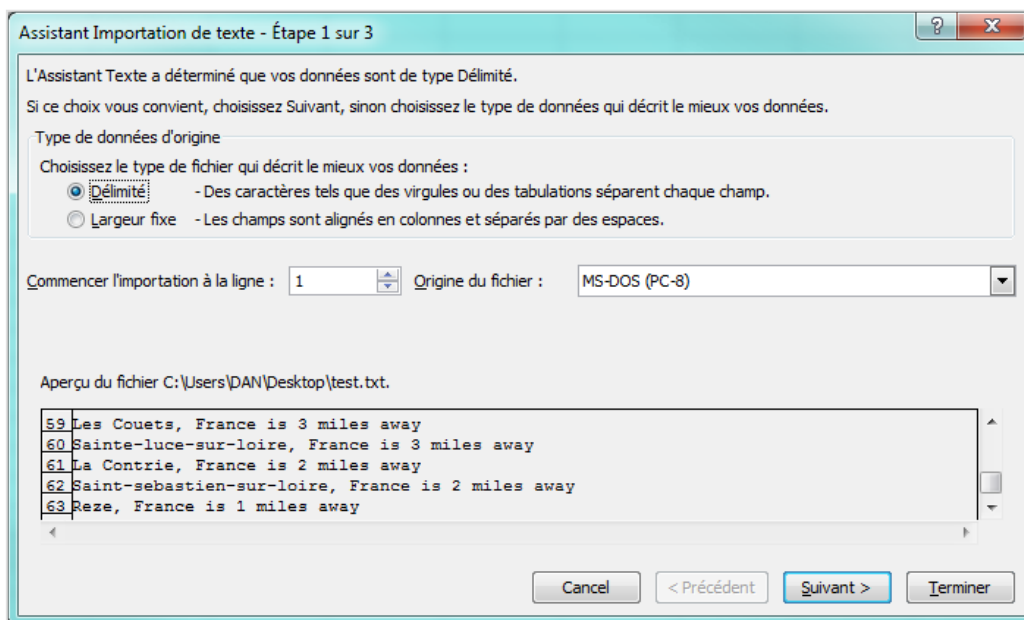 Assistant Importation de texte - Étape 1 sur 3
?
L'Assistant Texte a déterminé que vos données sont de type Délimité.
Si ce choix vous convient, choisissez Suivant, sinon choisissez le type de données qui décrit le mieux vos données.
Type de données d'origine
Choisissez le type de fichier qui décrit le mieux vos données :
Délimité - Des caractères tels que des virgules ou des tabulations séparent chaque champ.
Largeur fixe - Les champs sont alignés en colonnes et séparés par des espaces.
Commencer l'importation à la ligne : 1 Origine du fichier : MS-DOS (PC-8)
Aperçu du fichier C:\Users\DAN\Desktop\test.txt.
59 Les Couets, France is 3 miles away
60 Sainte-luce-sur-loire, France is 3 miles away
61 La Contrie, France is 2 miles away
62 Saint-sebastien-sur-loire, France is 2 miles away
63 Reze, France is 1 miles away
Cancel < Précédent Suivant > Terminer